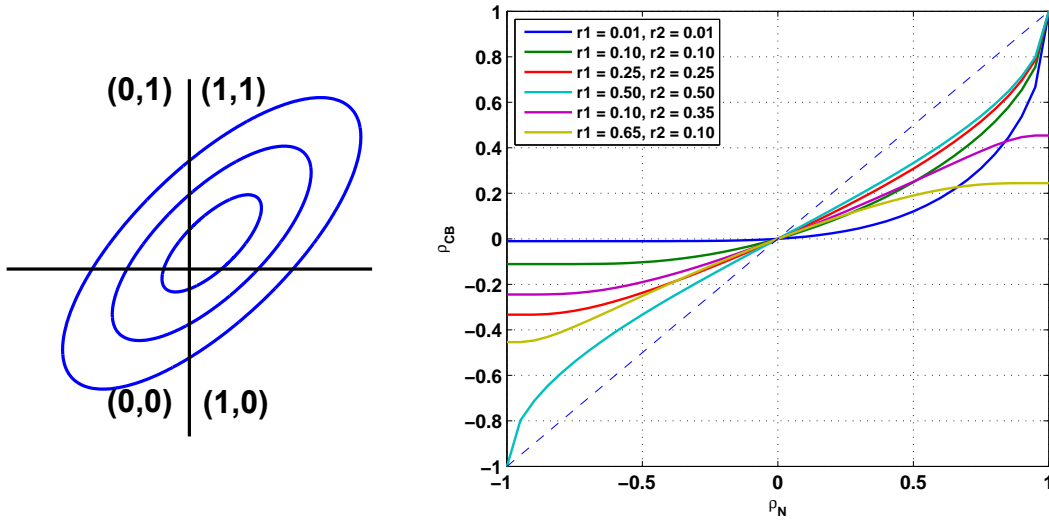 (0,1) (1,1)
(0,0) (1,0)
r1 = 0.01, r2 = 0.01
r1 = 0.10, r2 = 0.10
r1 = 0.25, r2 = 0.25
r1 = 0.50, r2 = 0.50
r1 = 0.10, r2 = 0.35
r1 = 0.65, r2 = 0.10
1
0.8
0.6
0.4
0.2
0
−0.2
−0.4
−0.6
−0.8
−1
ρCB
−1 −0.5 0 0.5 1
ρN